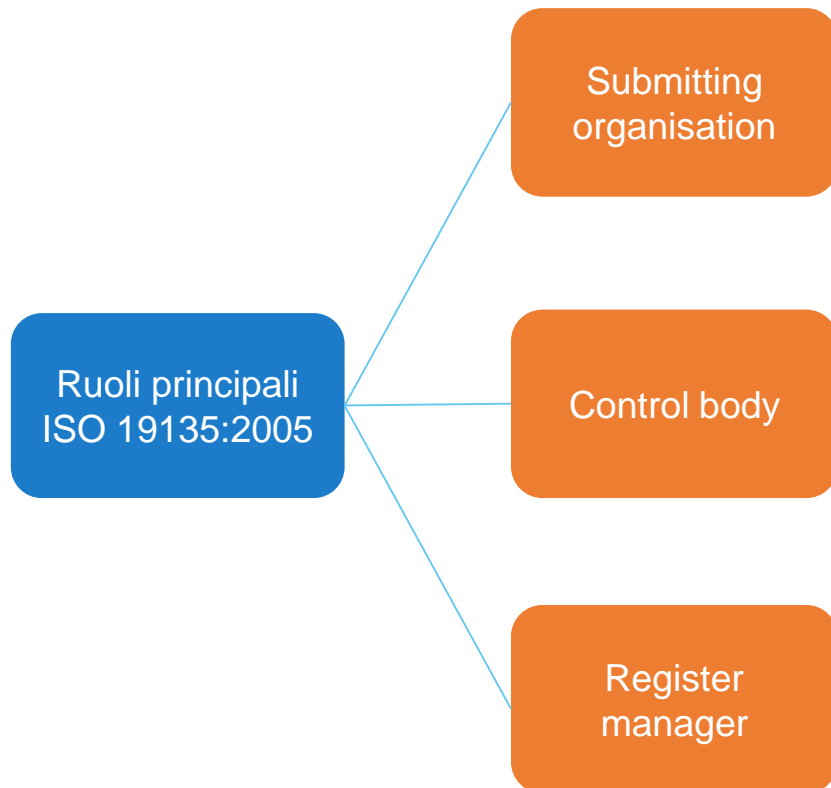 Ruoli principali
ISO 19135:2005
Submitting
organisation
Control body
Register
manager